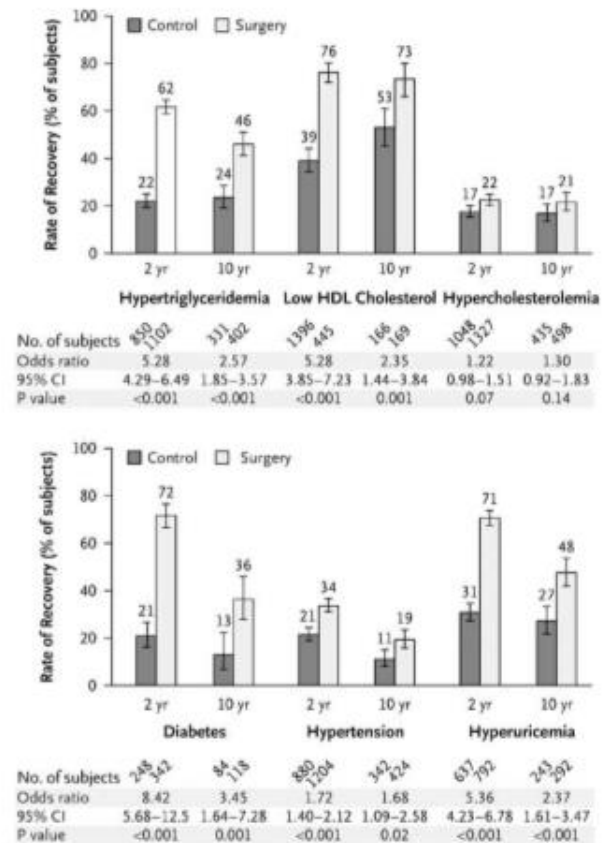 100
Control Surgery
80
60
40
20
0
Rate of Recovery (% of subjects)
22 62 24 46 39 76 53 73 17 22 17 21
2 yr 10 yr 2 yr 10 yr 2 yr 10 yr
Hypertriglyceridemia Low HDL Cholesterol Hypercholesterolemia
No. of subjects 850 1102 331 402 1396 445 166 169 1048 1327 435 498
Odds ratio 5.28 2.57 5.28 2.35 1.22 1.30
95% CI 4.29–6.49 1.85–3.57 3.85–7.23 1.44–3.84 0.98–1.51 0.92–1.83
P value <0.001 <0.001 <0.001 0.001 0.07 0.14
100
Control Surgery
80
60
40
20
0
Rate of Recovery (% of subjects)
21 72 13 36 21 34 11 19 31 71 27 48
2 yr 10 yr 2 yr 10 yr 2 yr 10 yr
Diabetes Hypertension Hyperuricemia
No. of subjects 248 342 84 118 880 1204 342 424 637 792 243 292
Odds ratio 8.42 3.45 1.72 1.68 5.36 2.37
95% CI 5.68–12.5 1.64–7.28 1.40–2.12 1.09–2.58 4.23–6.78 1.61–3.47
P value <0.001 0.001 <0.001 0.02 <0.001 <0.001